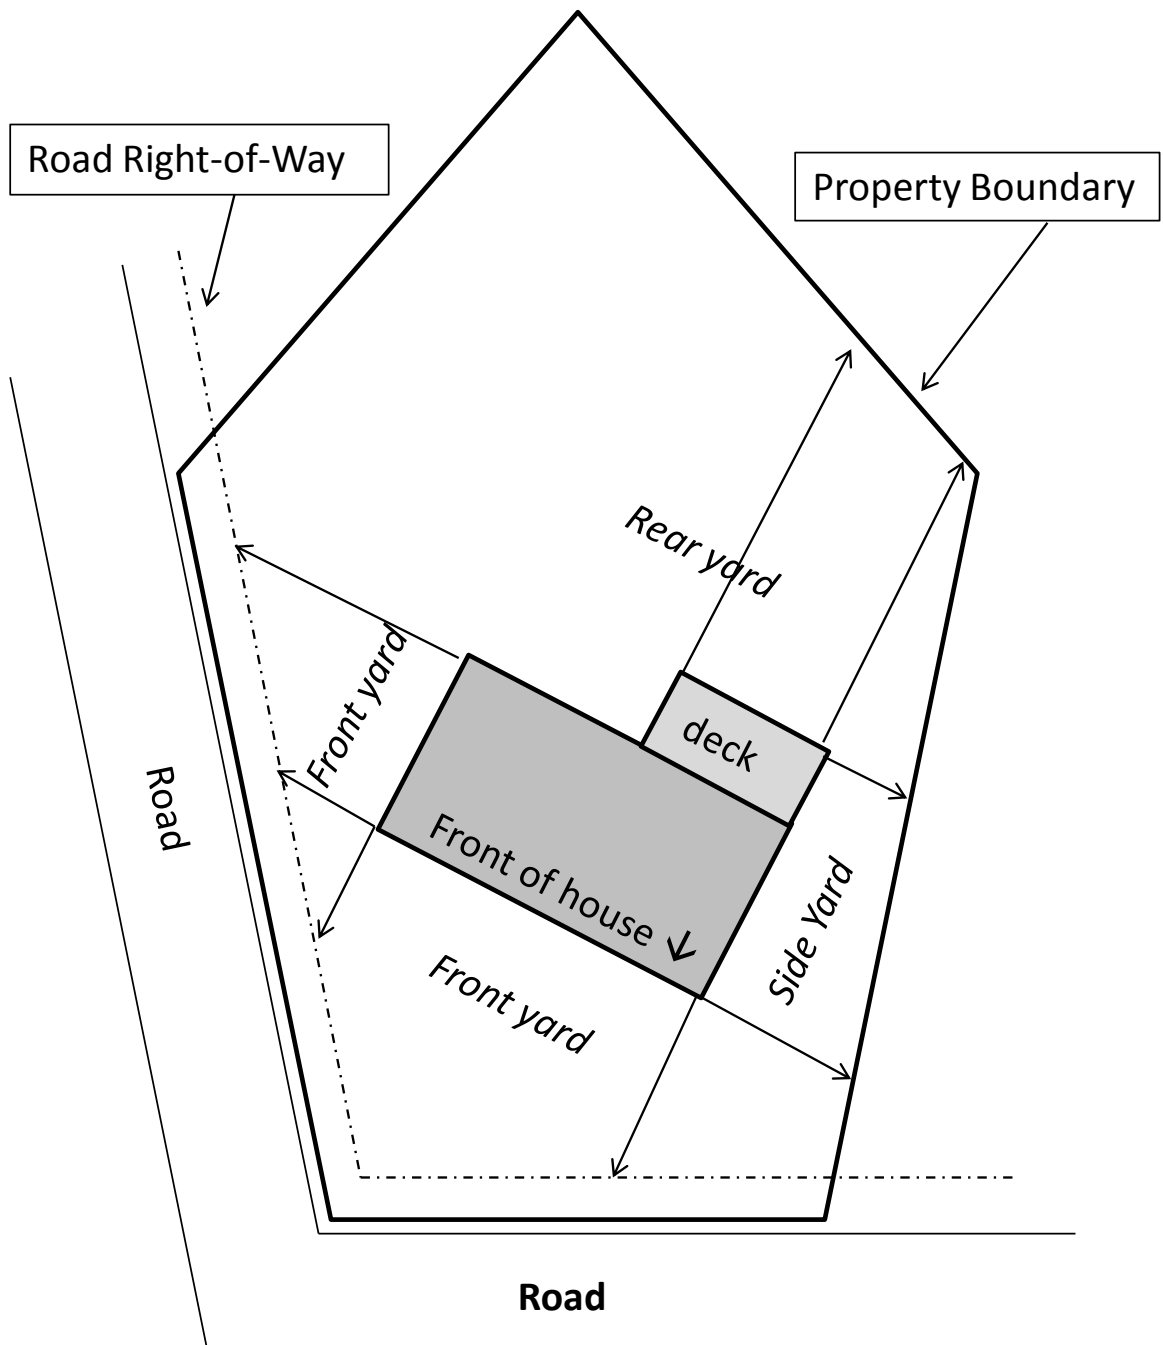 Road Right-of-Way
Property Boundary
Rear yard
Front yard
deck
Road
Front of house
Side Yard
Front yard
Road